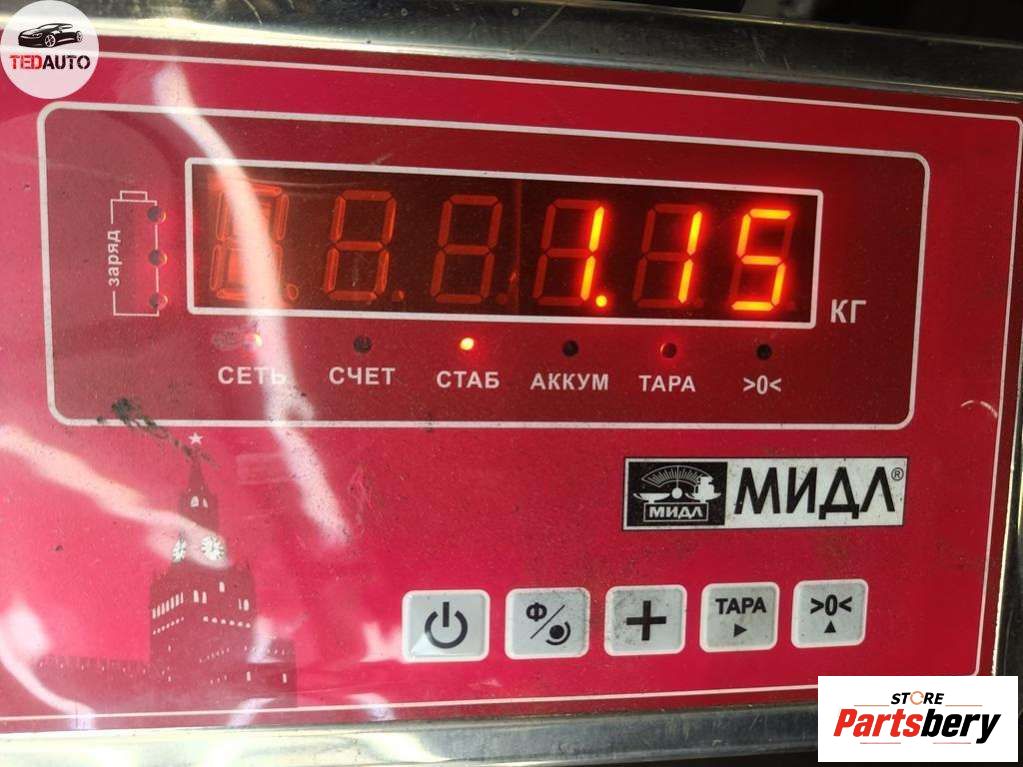 TEDAUTO
заряд
1.15
КГ
СЕТЬ СЧЕТ СТАБ АККУМ ТАРА >0<
МИДЛ МИДЛ®
Ф ТАРА >0<
STORE
Partsbery